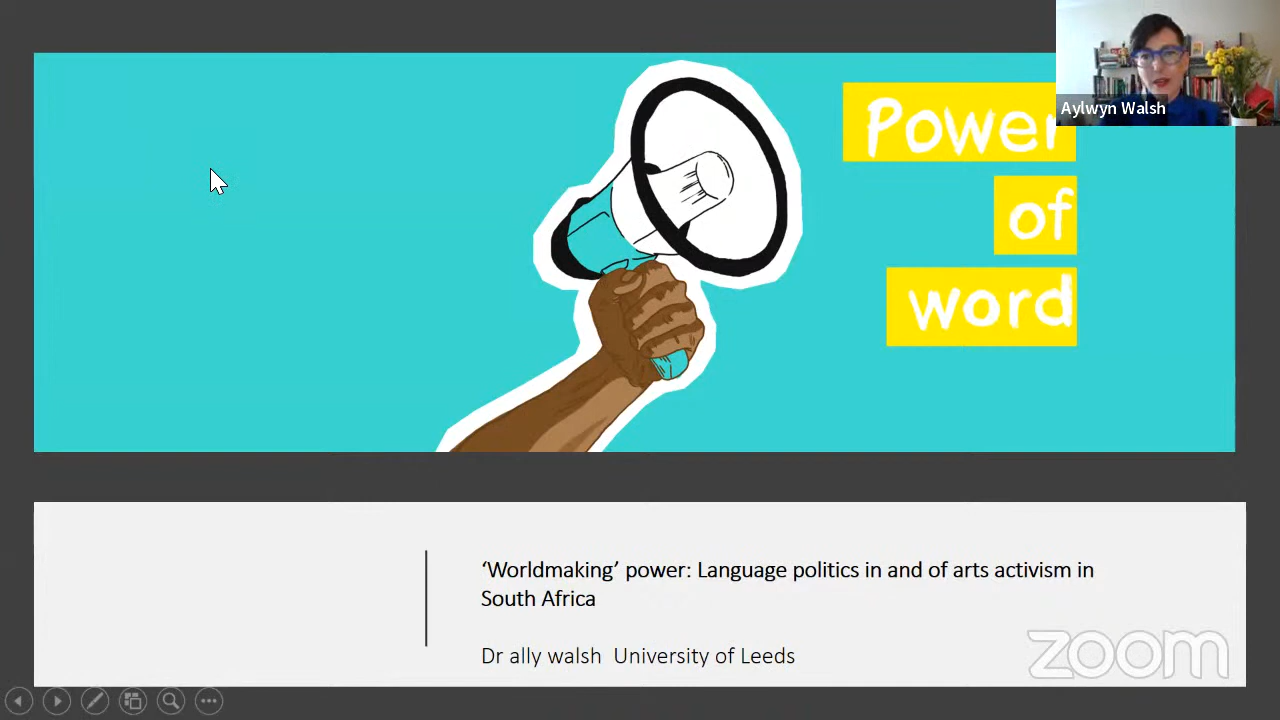 Power
of
word
Aylwyn Walsh
‘Worldmaking’ power: Language politics in and of arts activism in
South Africa
Dr ally walsh University of Leeds
zoom